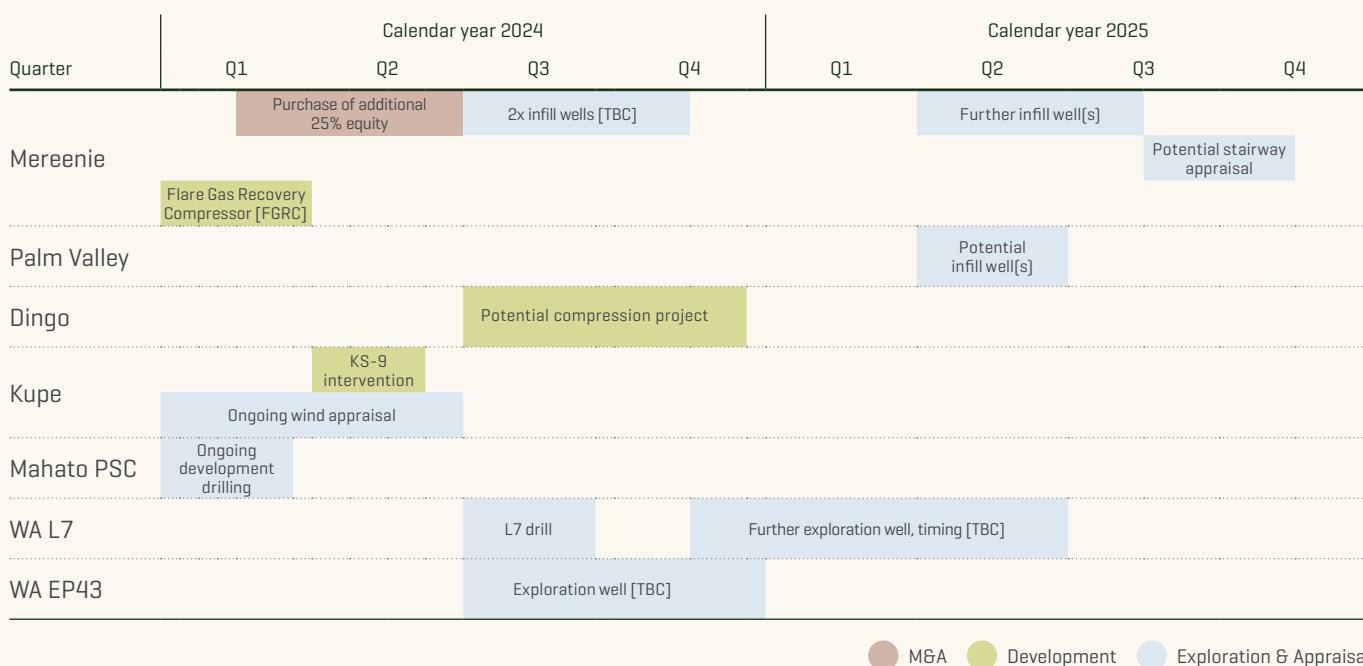 Calendar year 2024
Calendar year 2025
Quarter
Q1
Q2
Q3
Q4
Q1
Q2
Q3
Q4
Mereenie
Purchase of additional
25% equity
2x infill wells [TBC]
Further infill well(s)
Potential stairway
appraisal
Flare Gas Recovery
Compressor [FGRC]
Palm Valley
Potential
infill well(s)
Dingo
Potential compression project
Kupe
KS-9
intervention
Ongoing wind appraisal
Mahato PSC
Ongoing
development
drilling
WA L7
L7 drill
Further exploration well, timing [TBC]
WA EP43
Exploration well [TBC]
M&A
Development
Exploration & Appraisa